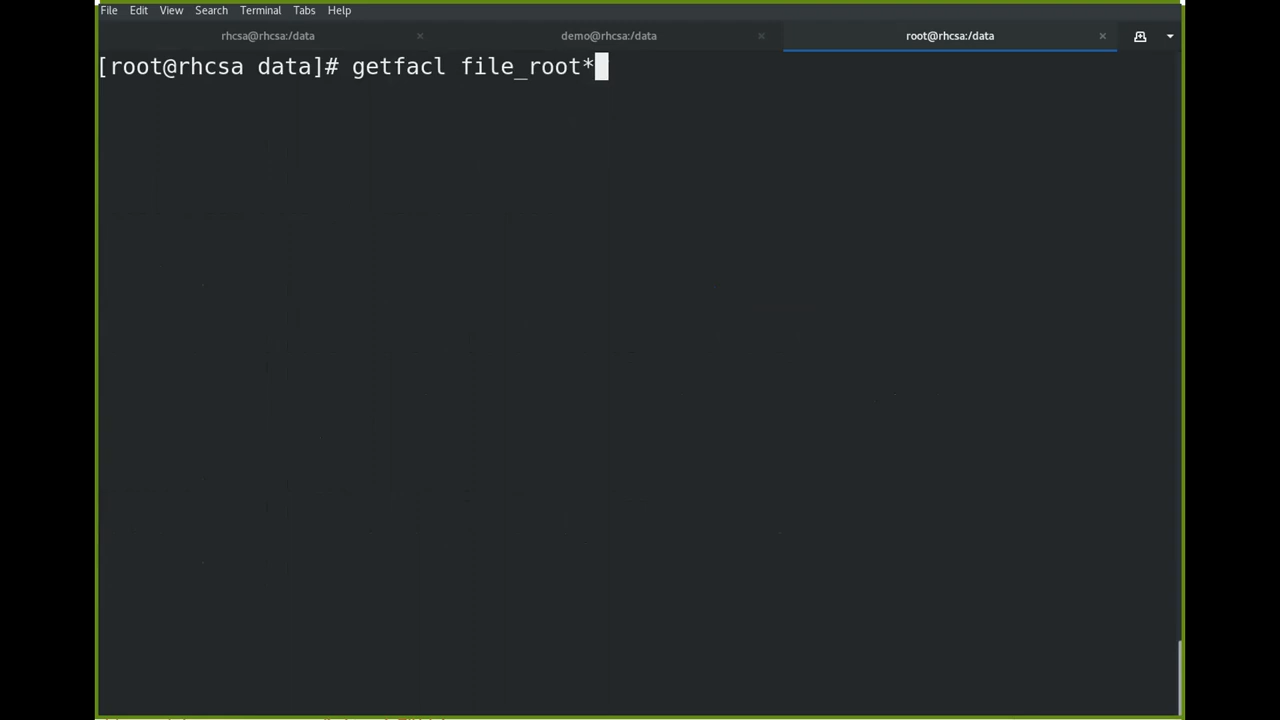 File Edit View Search Terminal Tabs Help
rhcsa@rhcsa:/data × demo@rhcsa:/data × root@rhcsa:/data ×
[root@rhcsa data]# getfacl file_root*